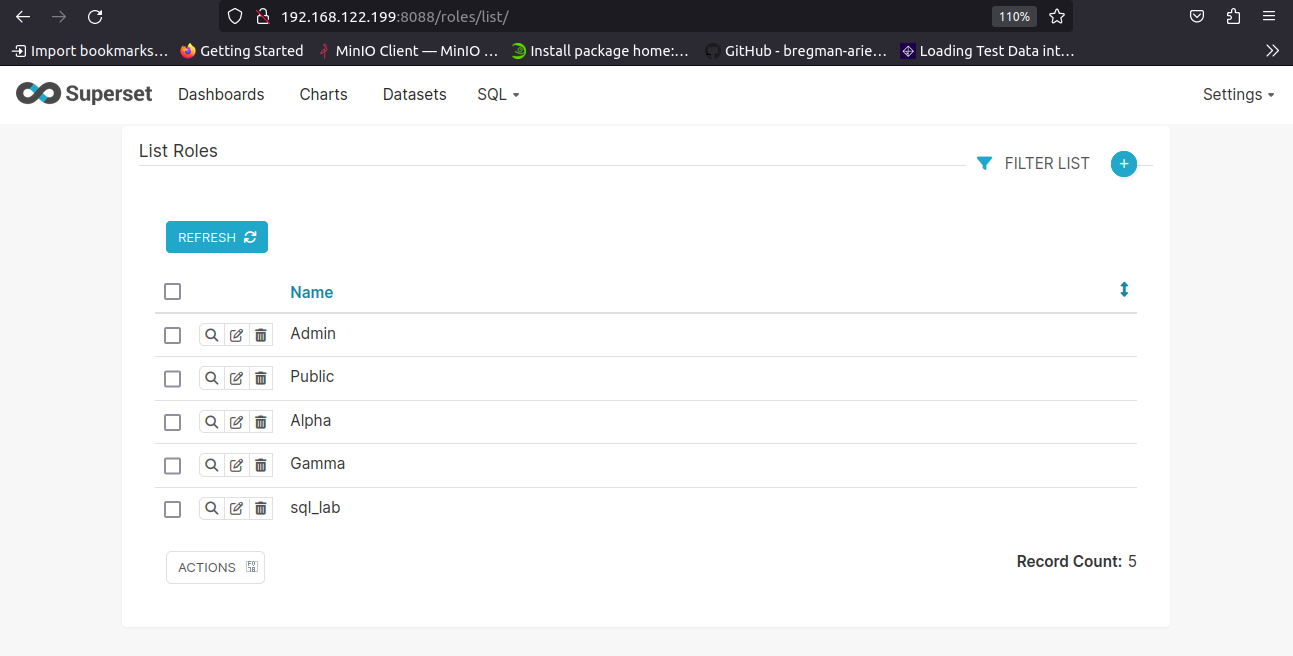 192.168.122.199:8088/roles/list/ 110%
Import bookmarks... Getting Started MinIO Client — MinIO ... Install package home:... GitHub - bregman-arie... Loading Test Data int...
Superset Dashboards Charts Datasets SQL Settings
List Roles
FILTER LIST +
REFRESH
Name
Admin
Public
Alpha
Gamma
sql_lab
ACTIONS
Record Count: 5